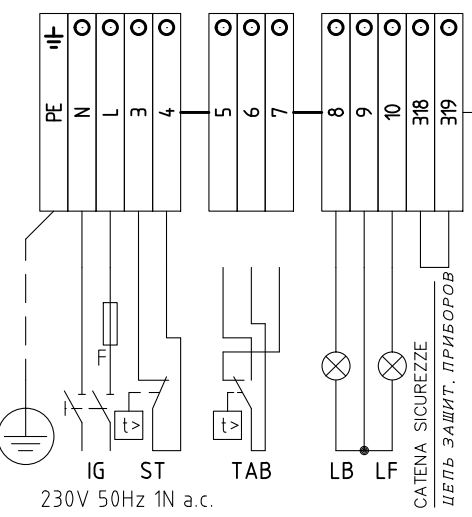 PE N L 3 4 5 6 7 8 9 10 318 319
F
t>
t>
IG ST TAB LB LF
230V 50Hz 1N a.c.
CATENA SICUREZZE
ЦЕПЬ ЗАЩИТ. ПРИБОРОВ